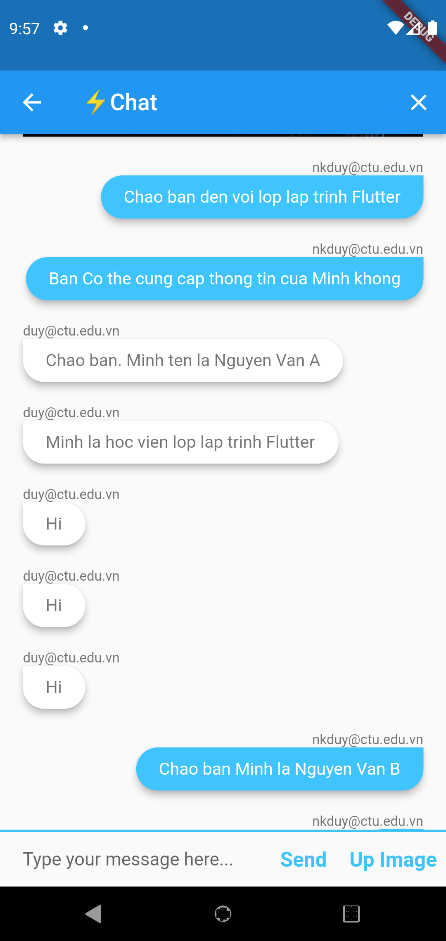 9:57
DEBUG
⚡Chat
nkduy@ctu.edu.vn
Chao ban den voi lop lap trinh Flutter
nkduy@ctu.edu.vn
Ban Co the cung cap thong tin cua Minh khong
duy@ctu.edu.vn
Chao ban. Minh ten la Nguyen Van A
duy@ctu.edu.vn
Minh la hoc vien lop lap trinh Flutter
duy@ctu.edu.vn
Hi
duy@ctu.edu.vn
Hi
duy@ctu.edu.vn
Hi
nkduy@ctu.edu.vn
Chao ban Minh la Nguyen Van B
nkduy@ctu.edu.vn
Type your message here... Send Up Image